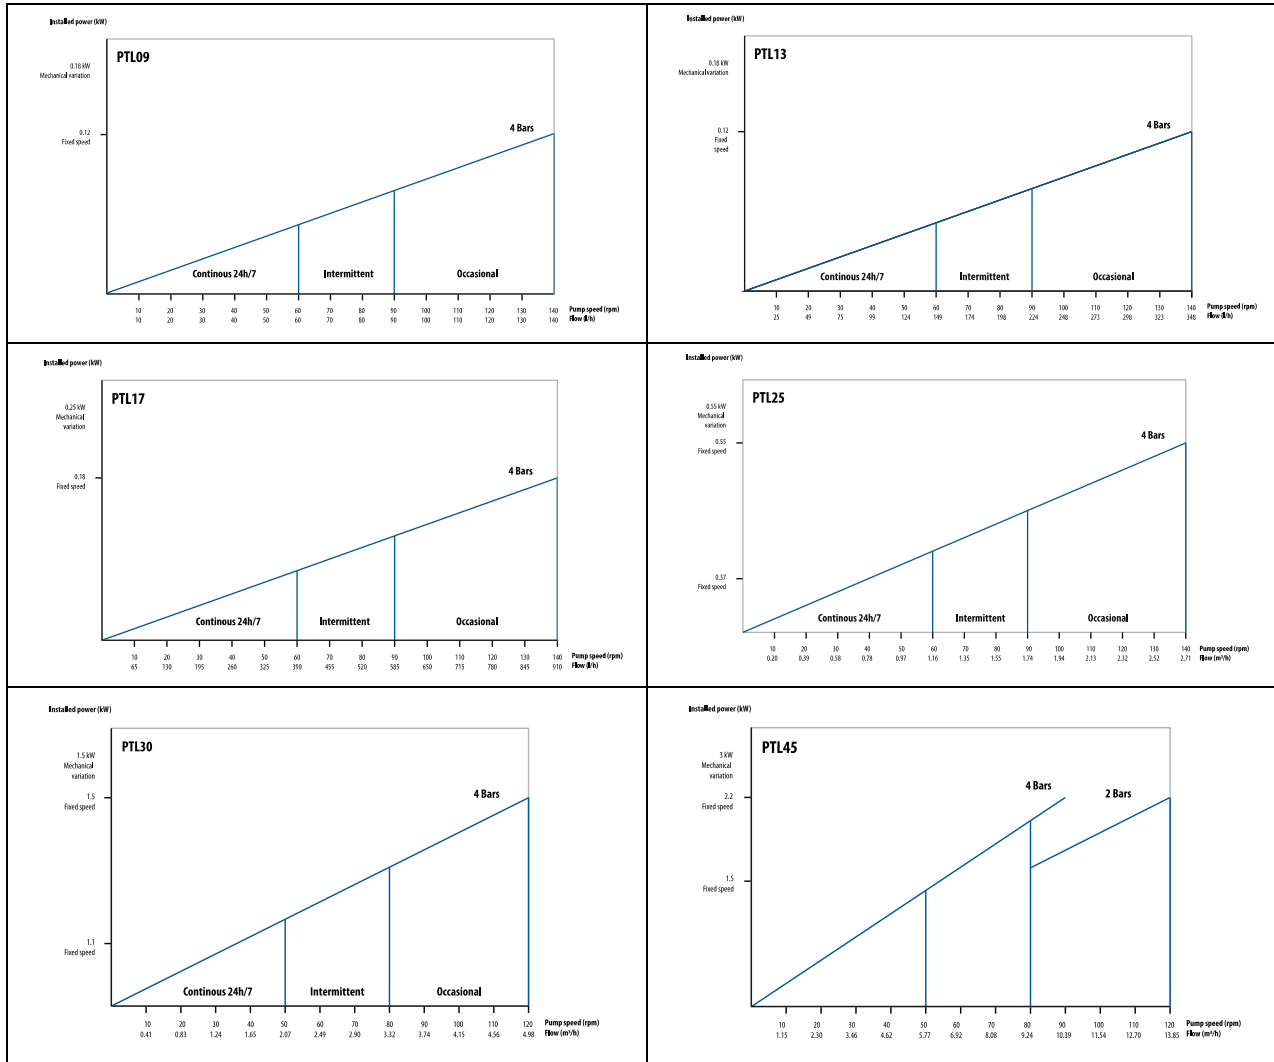 Installed power (kW)
PTL09
0.18 kW
Mechanical variation
0.12
Fixed speed
4 Bars
Continous 24h/7 Intermittent Occasional
10 20 30 40 50 60 70 80 90 100 110 120 130 140 Pump speed (rpm)
10 20 30 40 50 60 70 80 90 100 110 120 130 140 Flow (l/h)
Installed power (kW)
PTL13
0.18 kW
Mechanical variation
0.12
Fixed
speed
4 Bars
Continous 24h/7 Intermittent Occasional
10 20 30 40 50 60 70 80 90 100 110 120 130 140 Pump speed (rpm)
25 49 75 99 124 149 174 198 224 248 273 298 323 348 Flow (l/h)
Installed power (kW)
PTL17
0.25 kW
Mechanical
variation
0.18
Fixed speed
4 Bars
Continous 24h/7 Intermittent Occasional
10 20 30 40 50 60 70 80 90 100 110 120 130 140 Pump speed (rpm)
65 130 195 260 325 390 455 520 585 650 715 780 845 910 Flow (l/h)
Installed power (kW)
PTL25
0.55 kW
Mechanical
variation
0.55
Fixed speed
4 Bars
0.37
Fixed speed
Continous 24h/7 Intermittent Occasional
10 20 30 40 50 60 70 80 90 100 110 120 130 140 Pump speed (rpm)
0.20 0.39 0.58 0.78 0.97 1.16 1.35 1.55 1.74 1.94 2.13 2.32 2.52 2.71 Flow (m³/h)
Installed power (kW)
PTL30
1.5 kW
Mechanical
variation
1.5
Fixed speed
4 Bars
1.1
Fixed speed
Continous 24h/7 Intermittent Occasional
10 20 30 40 50 60 70 80 90 100 110 120 Pump speed (rpm)
0.41 0.83 1.24 1.65 2.07 2.49 2.90 3.32 3.74 4.15 4.56 4.98 Flow (m³/h)
Installed power (kW)
PTL45
3 kW
Mechanical
variation
2.2
Fixed speed
4 Bars 2 Bars
1.5
Fixed speed
10 20 30 40 50 60 70 80 90 100 110 120 Pump speed (rpm)
1.15 2.30 3.46 4.62 5.77 6.92 8.08 9.24 10.39 11.54 12.70 13.85 Flow (m³/h)